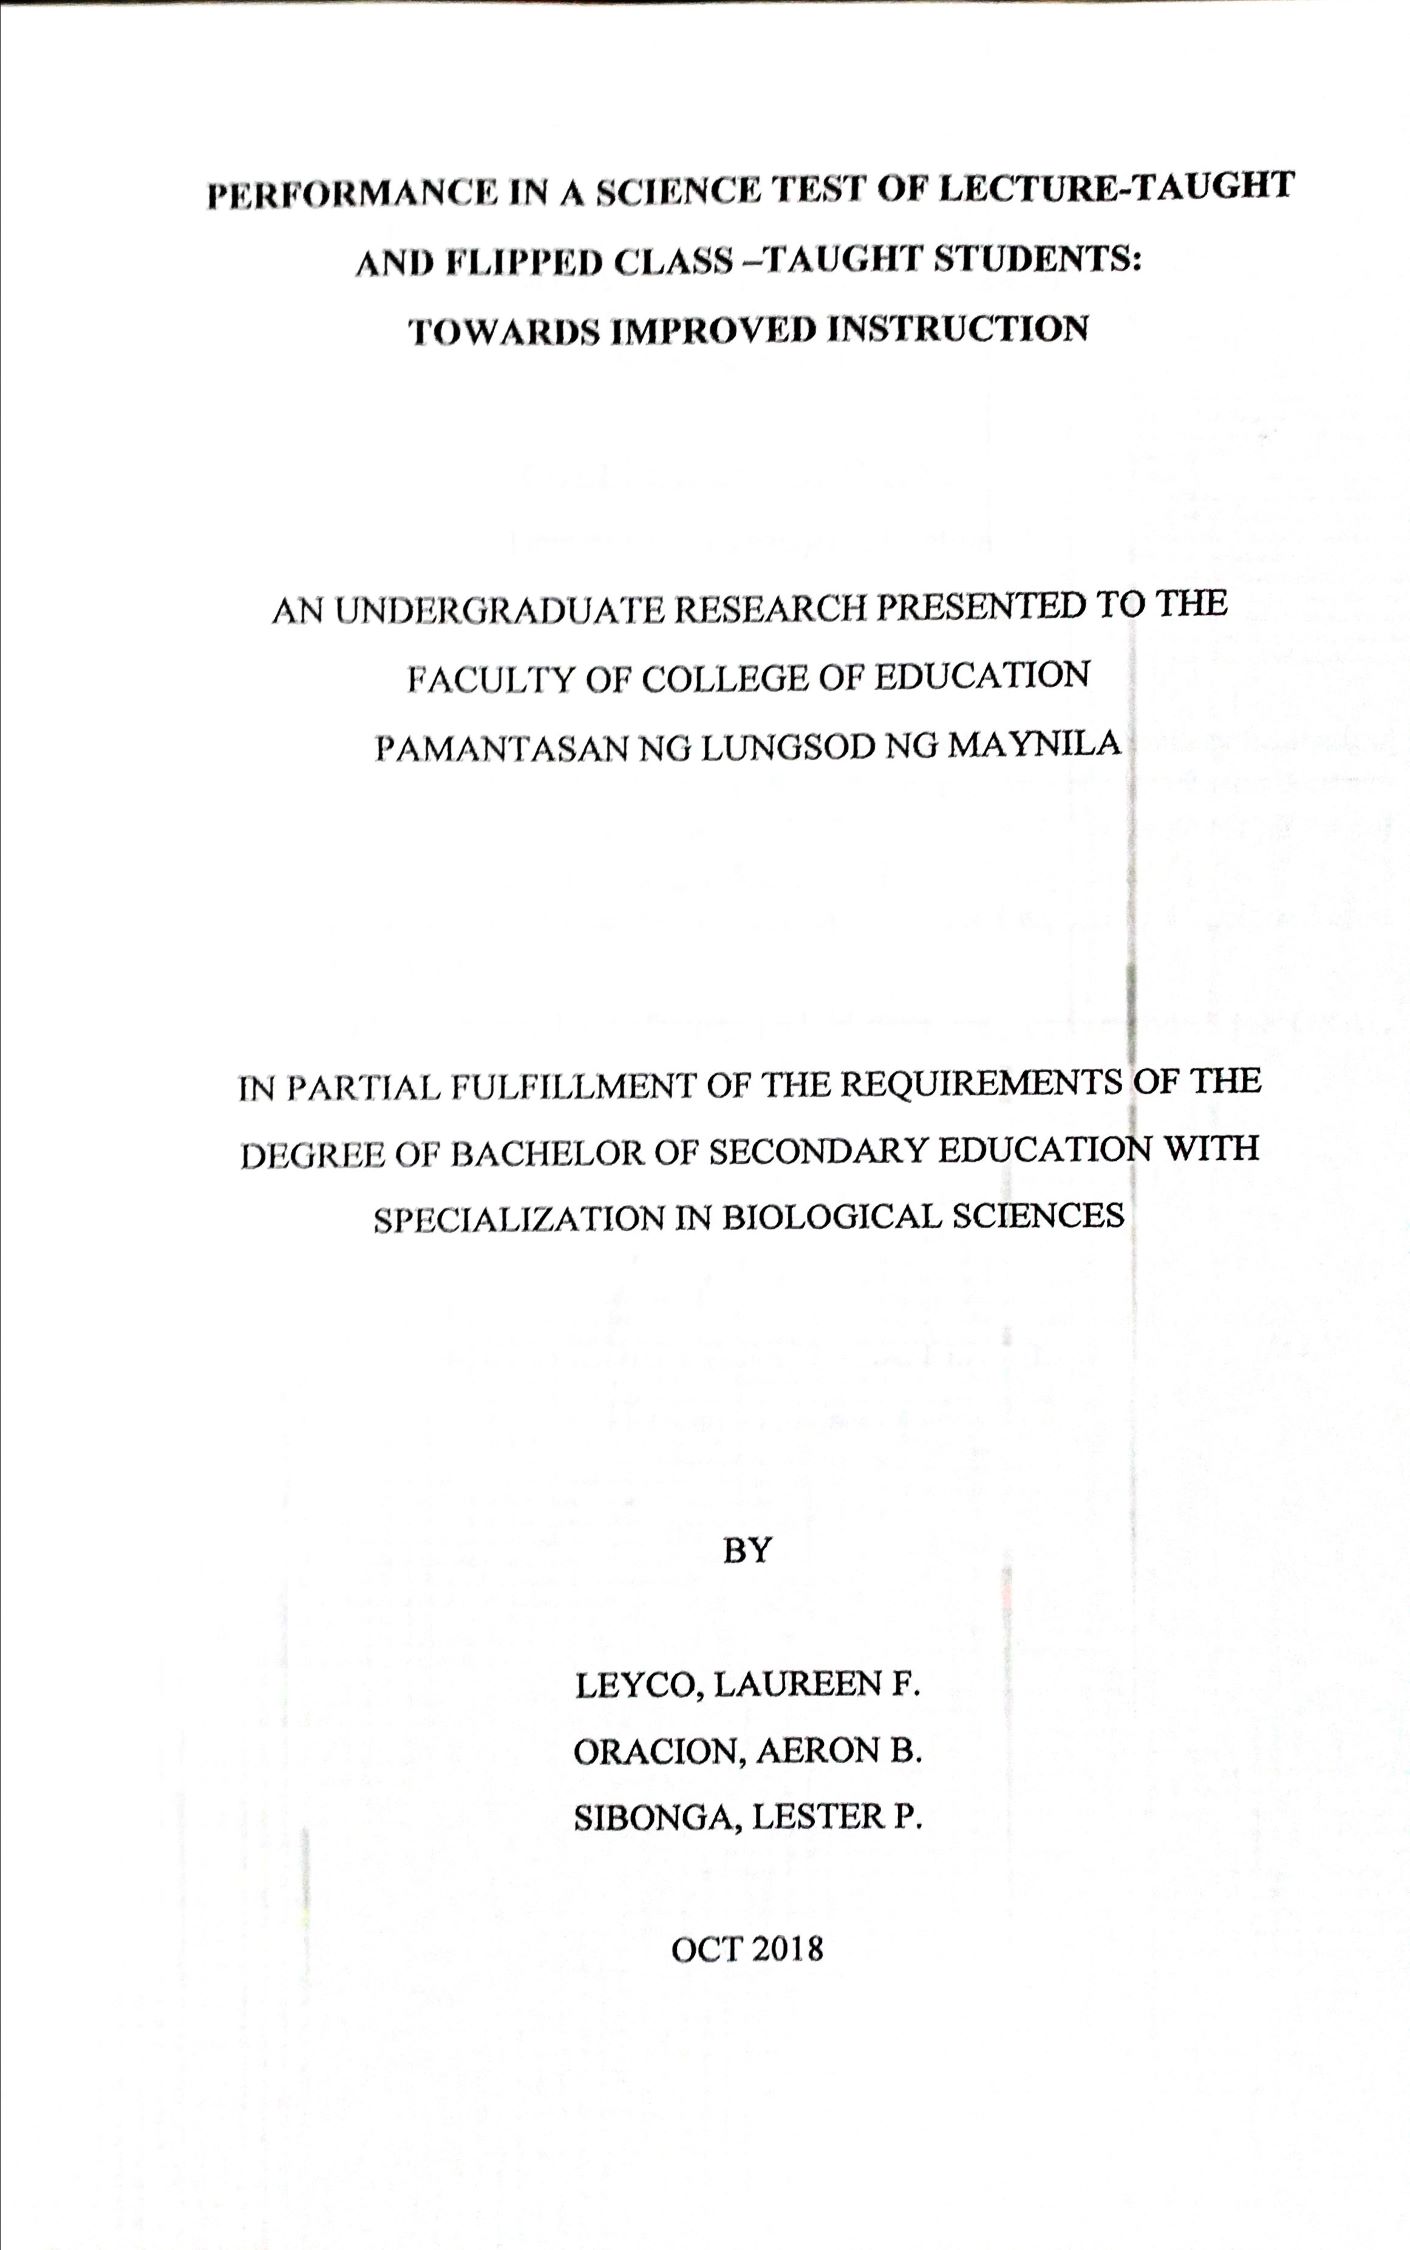 PERFORMANCE IN A SCIENCE TEST OF LECTURE-TAUGHT
AND FLIPPED CLASS –TAUGHT STUDENTS:
TOWARDS IMPROVED INSTRUCTION
AN UNDERGRADUATE RESEARCH PRESENTED TO THE
FACULTY OF COLLEGE OF EDUCATION
PAMANTASAN NG LUNGSOD NG MAYNILA
IN PARTIAL FULFILLMENT OF THE REQUIREMENTS OF THE
DEGREE OF BACHELOR OF SECONDARY EDUCATION WITH
SPECIALIZATION IN BIOLOGICAL SCIENCES
BY
LEYCO, LAUREEN F.
ORACION, AERON B.
SIBONGA, LESTER P.
OCT 2018